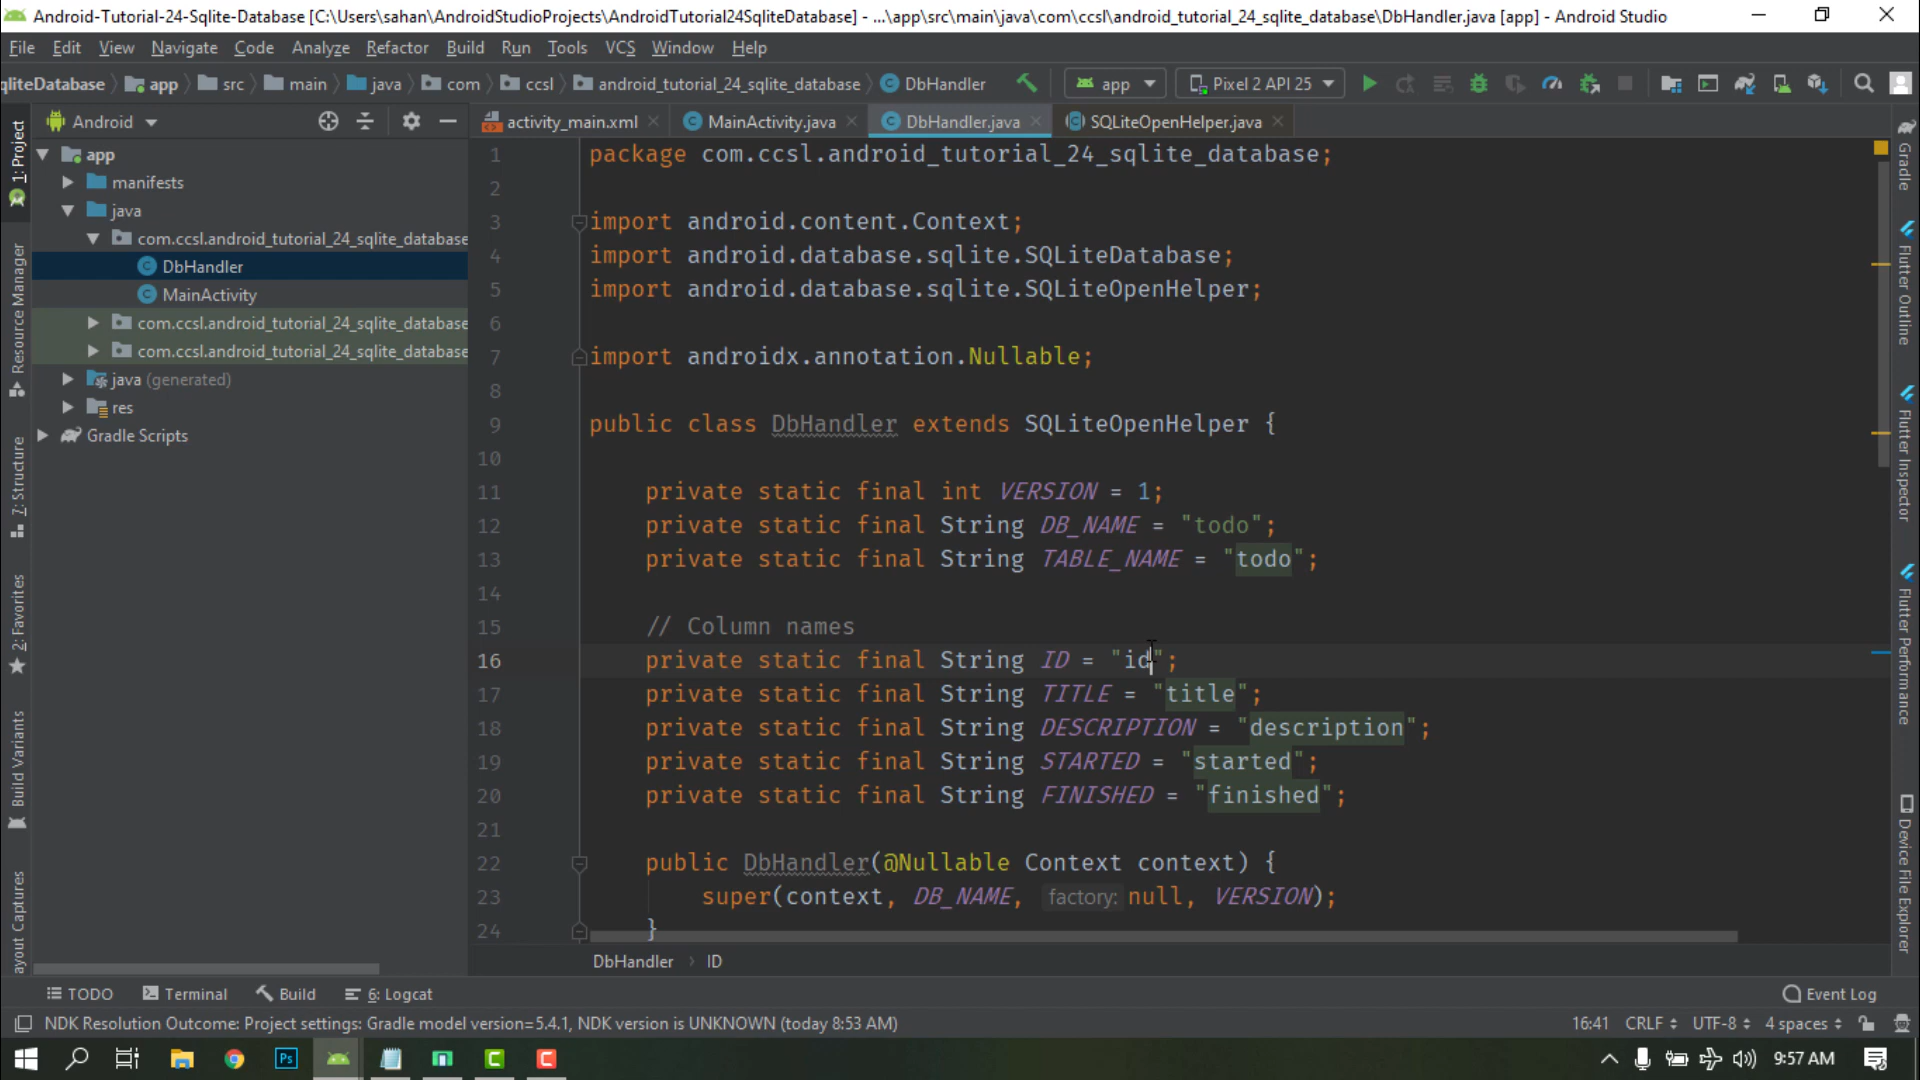 Android-Tutorial-24-Sqlite-Database [C:\Users\sahan\AndroidStudioProjects\AndroidTutorial24SqliteDatabase] - ...\app\src\main\java\com\ccsl\android_tutorial_24_sqlite_database\DbHandler.java [app] - Android Studio
File Edit View Navigate Code Analyze Refactor Build Run Tools VCS Window Help
qliteDatabase app src main java com ccsl android_tutorial_24_sqlite_database DbHandler app Pixel 2 API 25
Android
activity_main.xml MainActivity.java DbHandler.java SQLiteOpenHelper.java
app
manifests
java
com.ccsl.android_tutorial_24_sqlite_database
DbHandler
MainActivity
com.ccsl.android_tutorial_24_sqlite_database
com.ccsl.android_tutorial_24_sqlite_database
java (generated)
res
Gradle Scripts
1: Project
Resource Manager
7: Structure
2: Favorites
Build Variants
ayout Captures
1 package com.ccsl.android_tutorial_24_sqlite_database;
2
3 import android.content.Context;
4 import android.database.sqlite.SQLiteDatabase;
5 import android.database.sqlite.SQLiteOpenHelper;
6
7 import androidx.annotation.Nullable;
8
9 public class DbHandler extends SQLiteOpenHelper {
10
11 private static final int VERSION = 1;
12 private static final String DB_NAME = "todo";
13 private static final String TABLE_NAME = "todo";
14
15 // Column names
16 private static final String ID = "id";
17 private static final String TITLE = "title";
18 private static final String DESCRIPTION = "description";
19 private static final String STARTED = "started";
20 private static final String FINISHED = "finished";
21
22 public DbHandler(@Nullable Context context) {
23 super(context, DB_NAME, factory: null, VERSION);
24 }
DbHandler › ID
Gradle
Flutter Outline
Flutter Inspector
Flutter Performance
Device File Explorer
TODO Terminal Build 6: Logcat Event Log
NDK Resolution Outcome: Project settings: Gradle model version=5.4.1, NDK version is UNKNOWN (today 8:53 AM) 16:41 CRLF UTF-8 4 spaces
Ps 9:57 AM